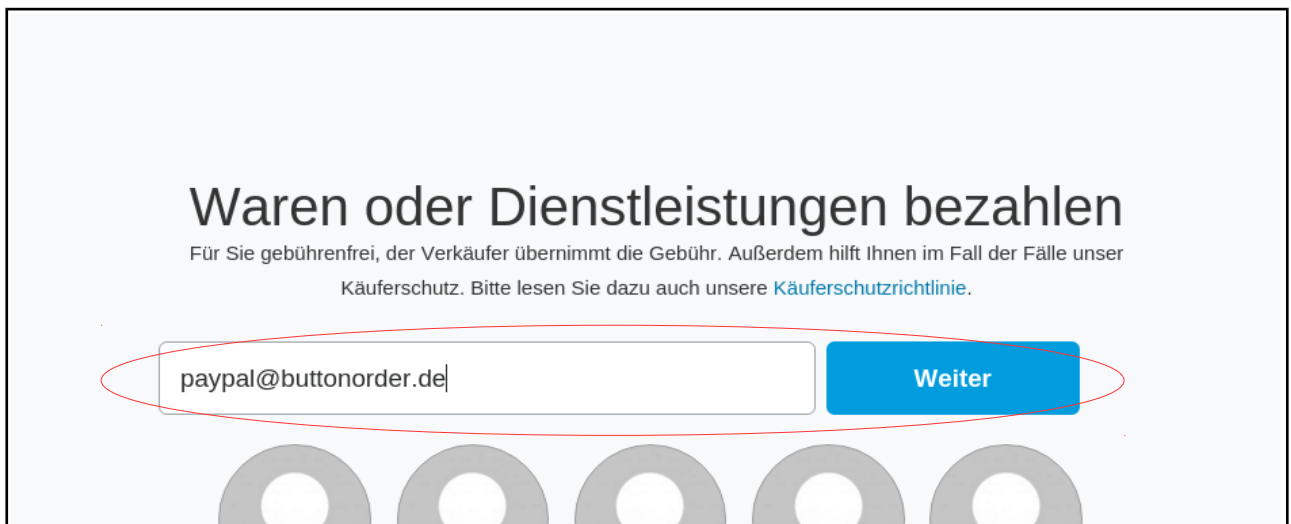 Waren oder Dienstleistungen bezahlen
Für Sie gebührenfrei, der Verkäufer übernimmt die Gebühr. Außerdem hilft Ihnen im Fall der Fälle unser
Käuferschutz. Bitte lesen Sie dazu auch unsere Käuferschutzrichtlinie.
paypal@buttonorder.de
Weiter